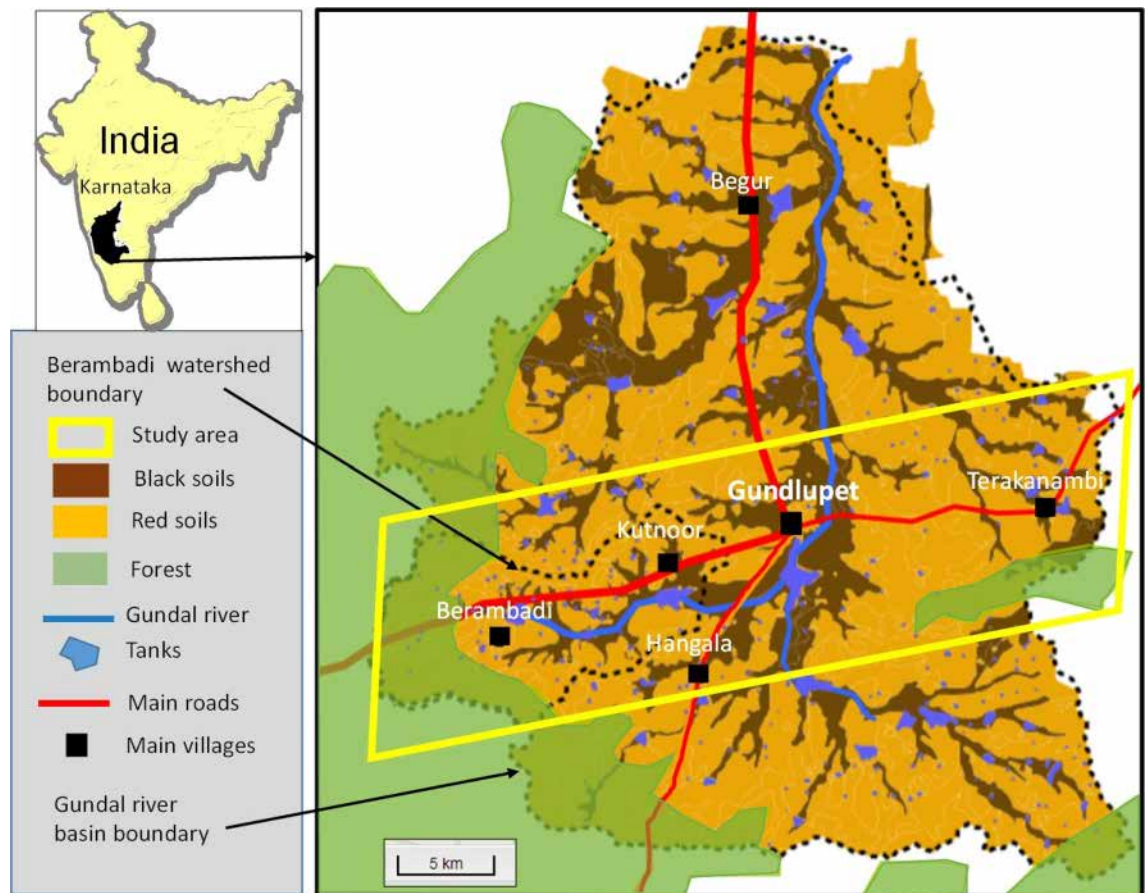 India
Karnataka
Berambadi watershed
boundary
Study area
Black soils
Red soils
Forest
Gundal river
Tanks
Main roads
Main villages
Gundal river
basin boundary
Begur
Terakanambi
Gundlupet
Kutnoor
Berambadi
Hangala
5 km